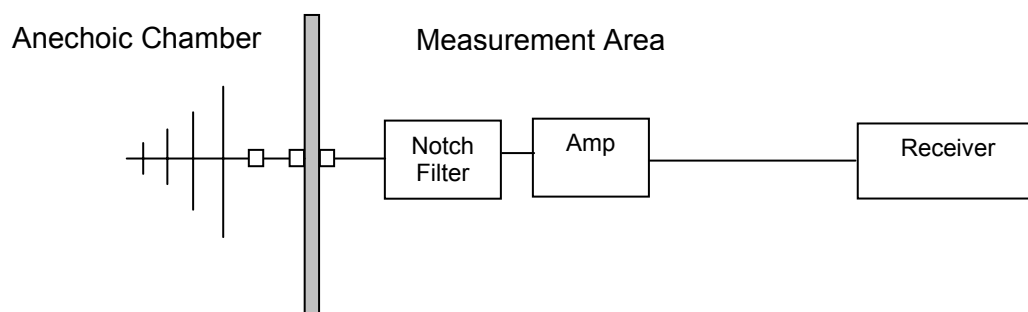 Anechoic Chamber
Measurement Area
Notch
Filter
Amp
Receiver